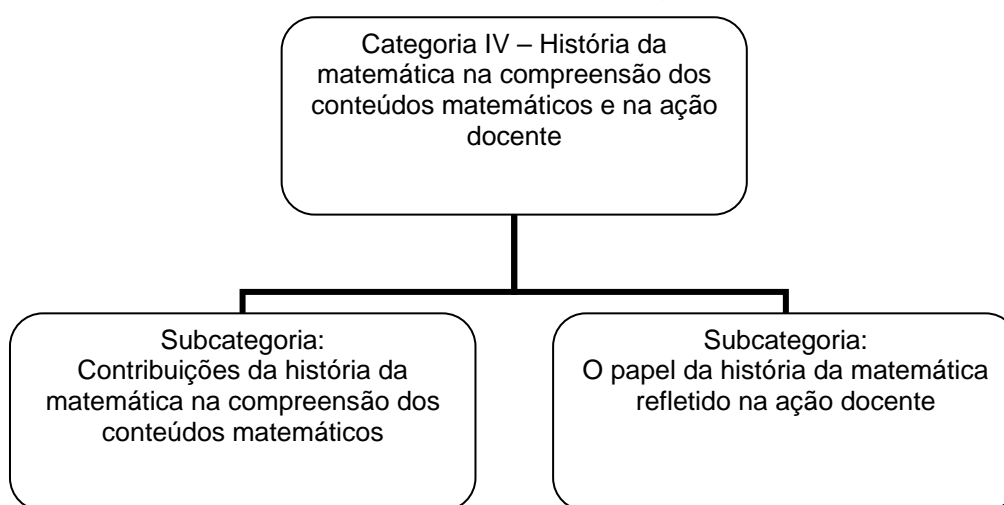 Categoria IV – História da
matemática na compreensão dos
conteúdos matemáticos e na ação
docente
Subcategoria:
Contribuições da história da
matemática na compreensão dos
conteúdos matemáticos
Subcategoria:
O papel da história da matemática
refletido na ação docente